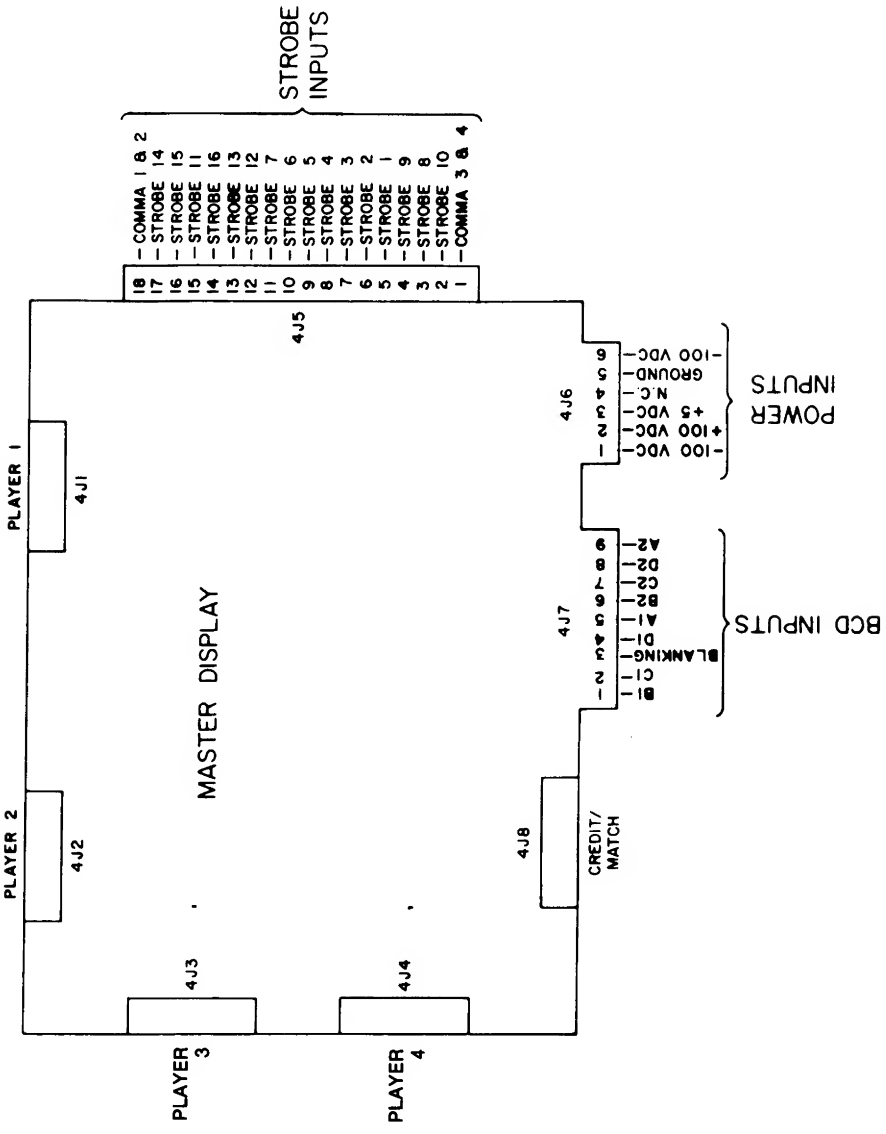 PLAYER 1
4J1
PLAYER 2
4J2
PLAYER 3
4J3
PLAYER 4
4J4
MASTER DISPLAY
4J5
18 – COMMA 1 & 2
17 – STROBE 14
16 – STROBE 15
15 – STROBE 11
14 – STROBE 16
13 – STROBE 13
12 – STROBE 12
11 – STROBE 7
10 – STROBE 6
9 – STROBE 5
8 – STROBE 4
7 – STROBE 3
6 – STROBE 2
5 – STROBE 1
4 – STROBE 9
3 – STROBE 8
2 – STROBE 10
1 – COMMA 3 & 4
STROBE
INPUTS
4J6
1 –100 VDC–
2 +100 VDC–
3 +5 VDC–
4 N.C.–
5 GROUND–
6 –100 VDC–
POWER
INPUTS
4J7
1 B1–
2 C1–
3 BLANKING–
4 D1–
5 A1–
6 B2–
7 C2–
8 D2–
9 A2–
BCD INPUTS
4J8
CREDIT/
MATCH